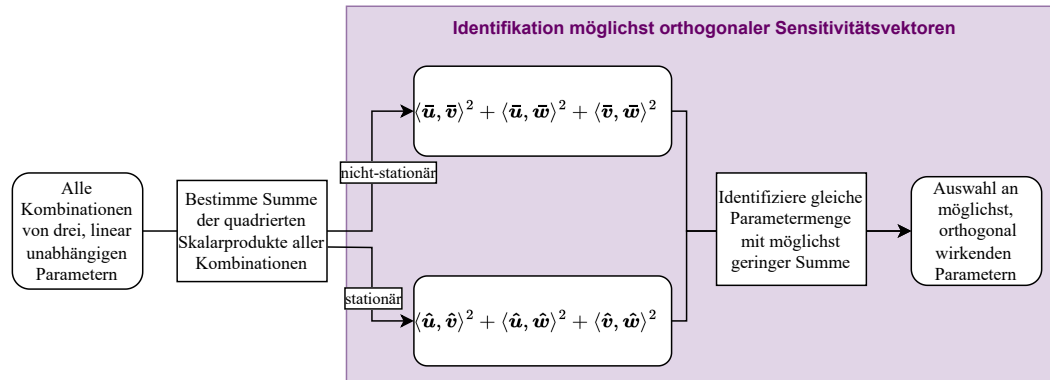 Identifikation möglichst orthogonaler Sensitivitätsvektoren
Alle
Kombinationen
von drei, linear
unabhängigen
Parametern
Bestimme Summe
der quadrierten
Skalarprodukte aller
Kombinationen
nicht-stationär
⟨ū, v̄⟩² + ⟨ū, w̄⟩² + ⟨v̄, w̄⟩²
stationär
⟨û, v̂⟩² + ⟨û, ŵ⟩² + ⟨v̂, ŵ⟩²
Identifiziere gleiche
Parametermenge
mit möglichst
geringer Summe
Auswahl an
möglichst,
orthogonal
wirkenden
Parametern